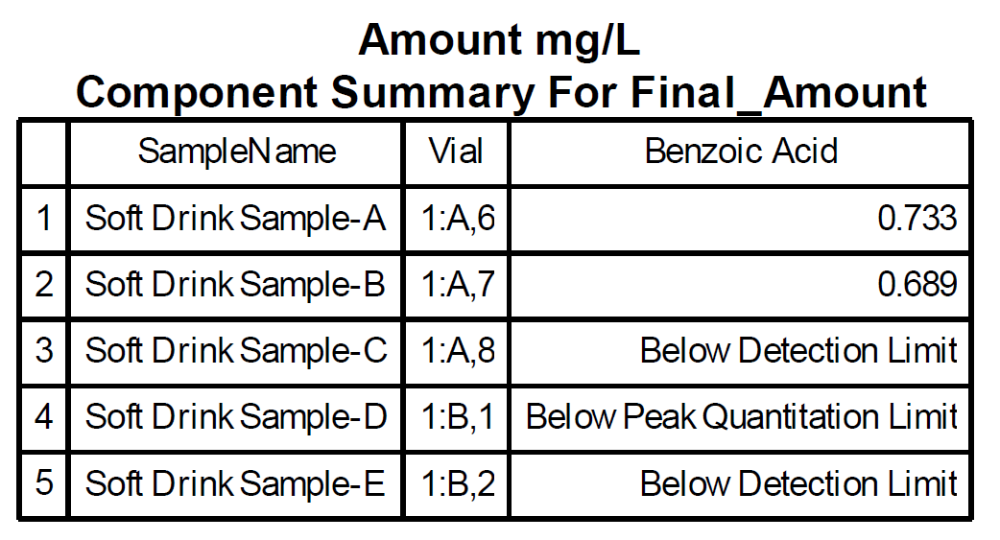 Amount mg/L
Component Summary For Final_Amount
SampleName Vial Benzoic Acid
1 Soft Drink Sample-A 1:A,6 0.733
2 Soft Drink Sample-B 1:A,7 0.689
3 Soft Drink Sample-C 1:A,8 Below Detection Limit
4 Soft Drink Sample-D 1:B,1 Below Peak Quantitation Limit
5 Soft Drink Sample-E 1:B,2 Below Detection Limit